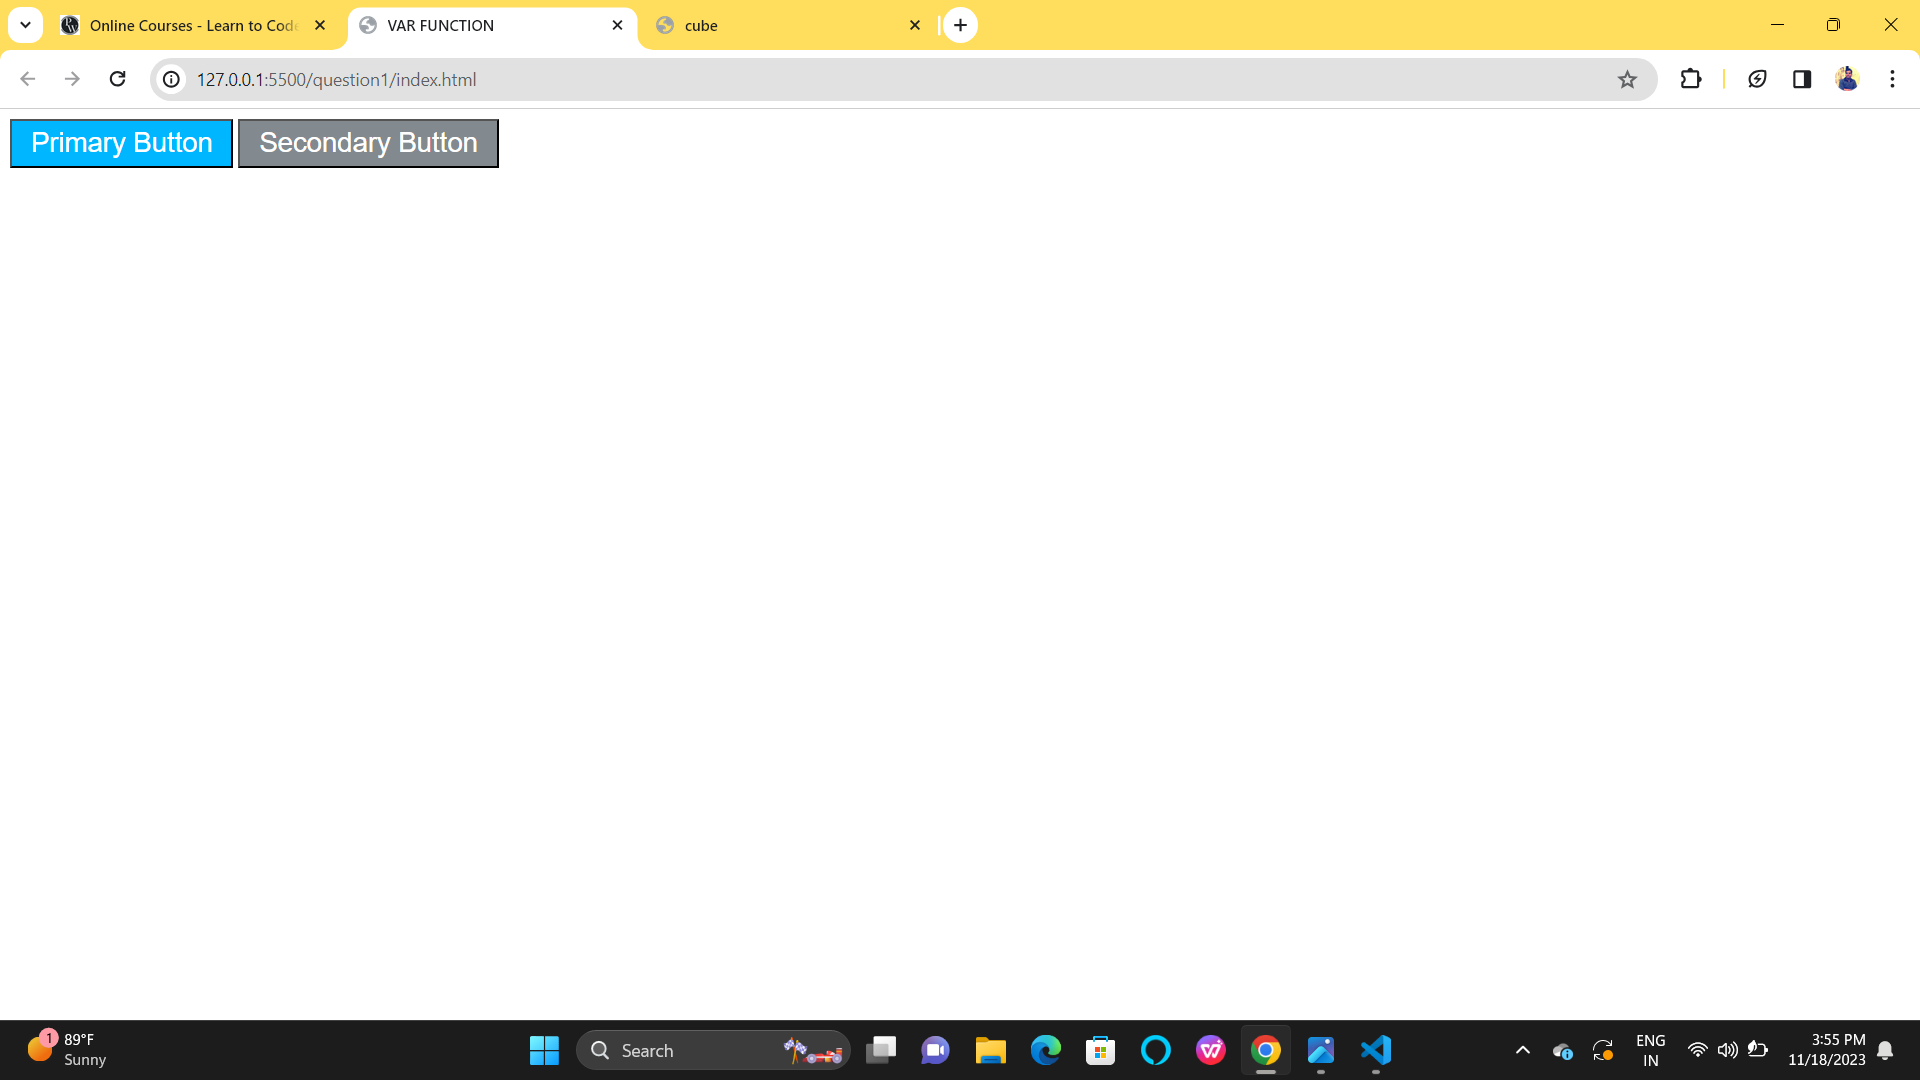 Online Courses - Learn to Code
VAR FUNCTION
cube
127.0.0.1:5500/question1/index.html
Primary Button
Secondary Button
1
89°F
Sunny
Search
ENG
IN
3:55 PM
11/18/2023